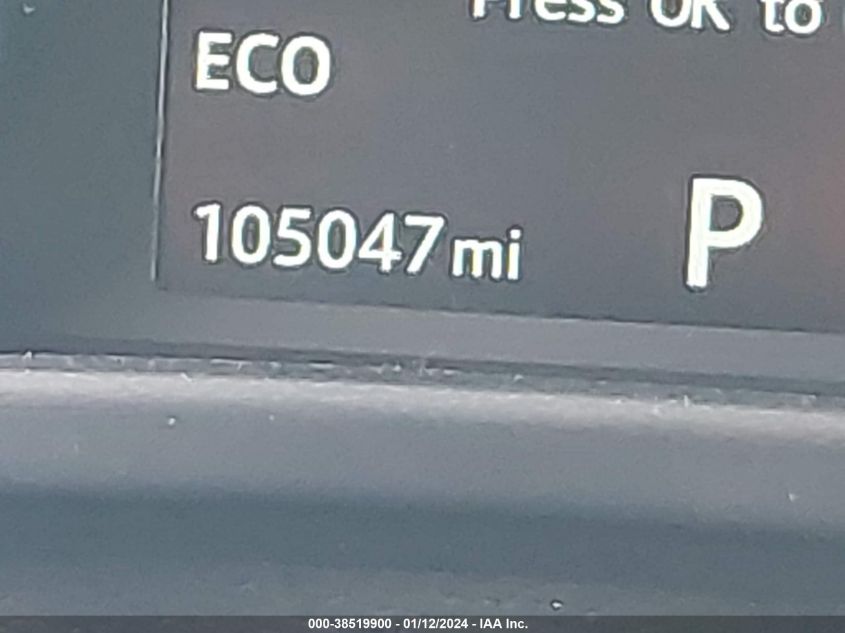 Press OK to
ECO
105047 mi
P
000-38519900 - 01/12/2024 - IAA Inc.